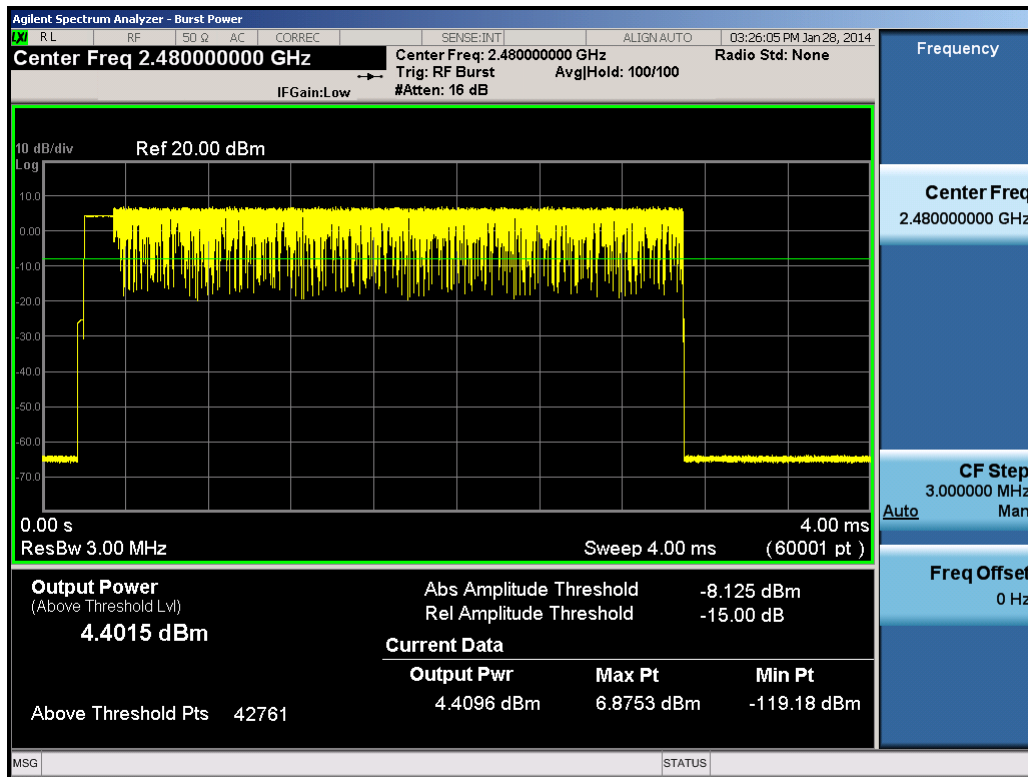 Agilent Spectrum Analyzer - Burst Power
LXI RL RF 50 Ω AC CORREC SENSE:INT ALIGNAUTO 03:26:05 PM Jan 28, 2014
Center Freq 2.480000000 GHz
Center Freq: 2.480000000 GHz Radio Std: None
Trig: RF Burst Avg|Hold: 100/100
IFGain:Low #Atten: 16 dB
Frequency
10 dB/div Ref 20.00 dBm
Log
10.0
0.00
-10.0
-20.0
-30.0
-40.0
-50.0
-60.0
-70.0
0.00 s 4.00 ms
ResBw 3.00 MHz Sweep 4.00 ms (60001 pt)
Center Freq
2.480000000 GHz
CF Step
3.000000 MHz
Auto Man
Freq Offset
0 Hz
Output Power
(Above Threshold Lvl)
4.4015 dBm
Above Threshold Pts 42761
Abs Amplitude Threshold -8.125 dBm
Rel Amplitude Threshold -15.00 dB
Current Data
Output Pwr Max Pt Min Pt
4.4096 dBm 6.8753 dBm -119.18 dBm
MSG STATUS